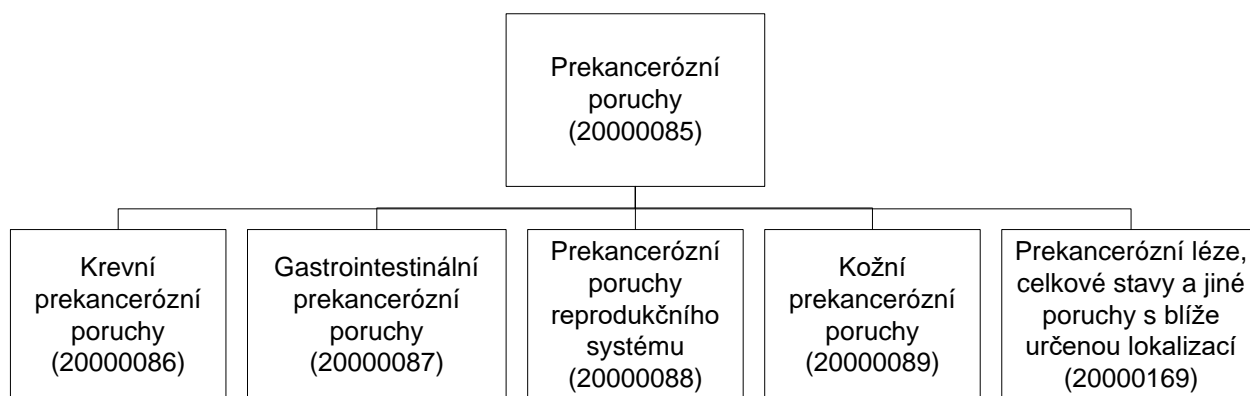 Prekancerózní
poruchy
(20000085)
Krevní
prekancerózní
poruchy
(20000086)
Gastrointestinální
prekancerózní
poruchy
(20000087)
Prekancerózní
poruchy
reprodukčního
systému
(20000088)
Kožní
prekancerózní
poruchy
(20000089)
Prekancerózní léze,
celkové stavy a jiné
poruchy s blíže
určenou lokalizací
(20000169)